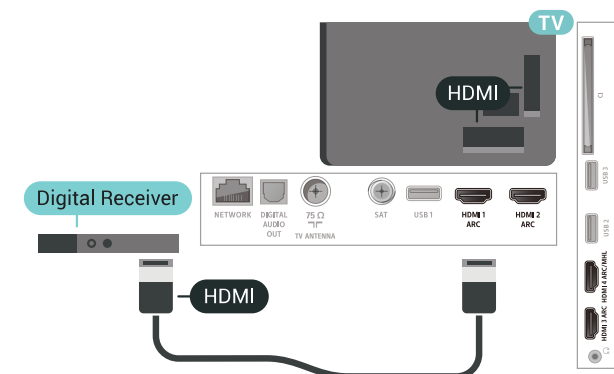 TV
HDMI
Digital Receiver
NETWORK
DIGITAL
AUDIO
OUT
75 Ω
TV ANTENNA
SAT
USB 1
HDMI 1
ARC
HDMI 2
ARC
HDMI
CI
USB 3
USB 2
HDMI 4 ARC/MHL
HDMI 3 ARC